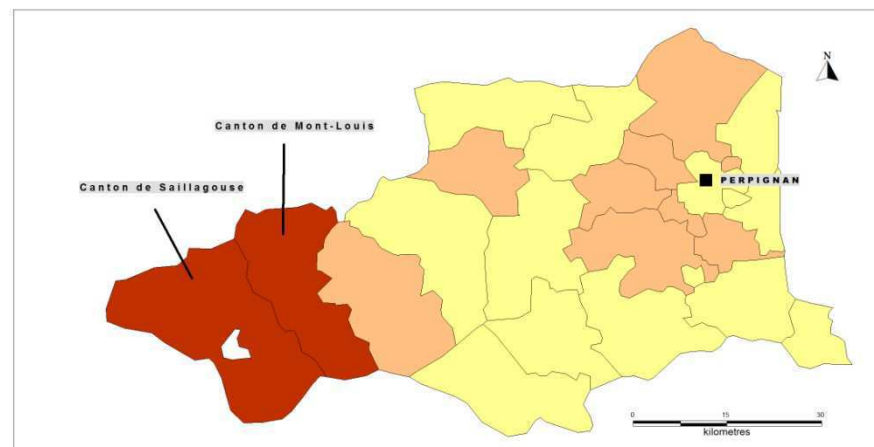 N
Canton de Mont-Louis
Canton de Saillagouse
PERPIGNAN
0 15 30
kilometres